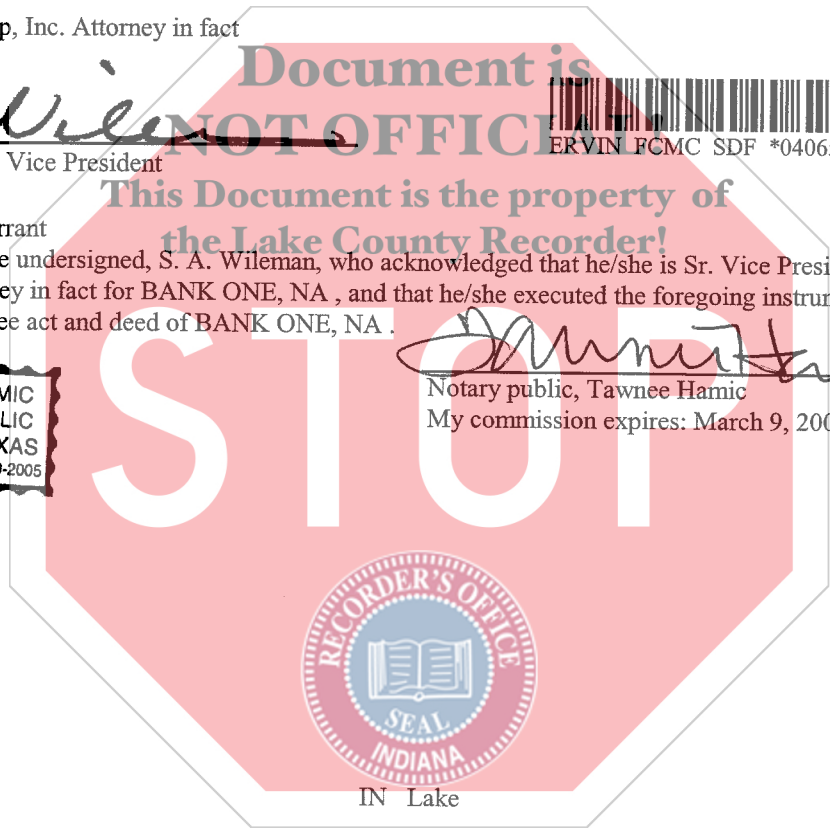 p, Inc. Attorney in fact
Document is
NOT OFFICIAL!
Wileman
ERVIN FCMC SDF *0406
Vice President
This Document is the property of
the Lake County Recorder!
rrant
e undersigned, S. A. Wileman, who acknowledged that he/she is Sr. Vice Presi
ey in fact for BANK ONE, NA , and that he/she executed the foregoing instrum
ee act and deed of BANK ONE, NA .
Notary public, Tawnee Hamic
My commission expires: March 9, 200
MIC
LIC
XAS
-2005
STOP
RECORDER'S OFFICE
SEAL
INDIANA
IN Lake